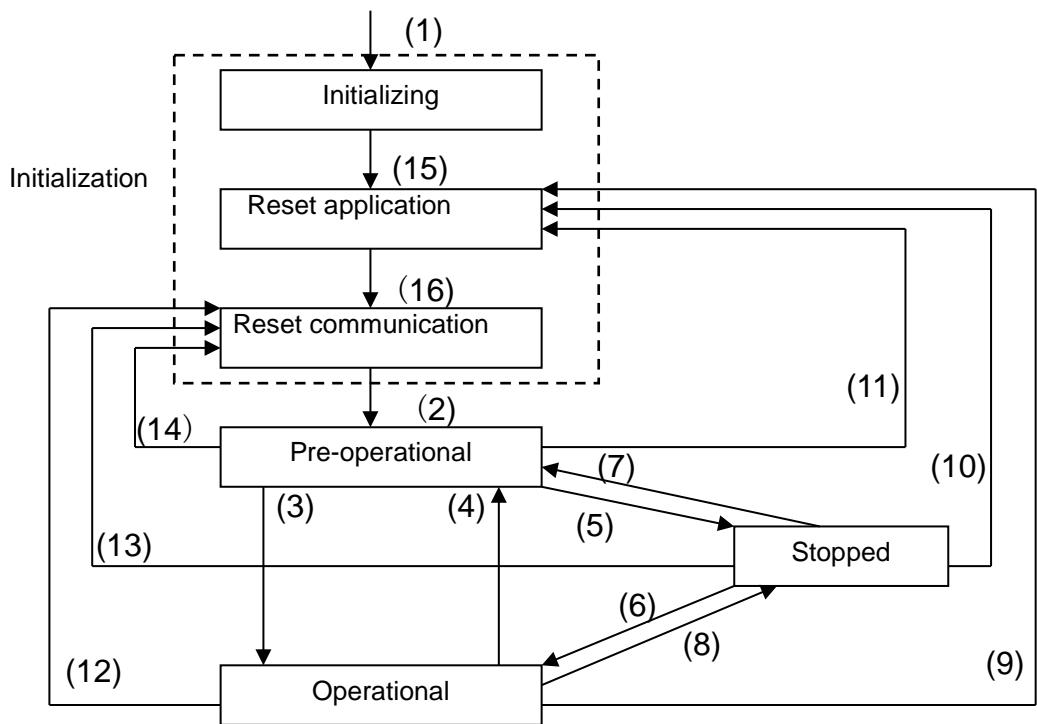 (1)
Initializing
Initialization
(15)
Reset application
（16)
Reset communication
(11)
（2)
(14）
Pre-operational
(7)
(10)
(3)
(4)
(5)
(13)
Stopped
(6)
(8)
(12)
Operational
(9)